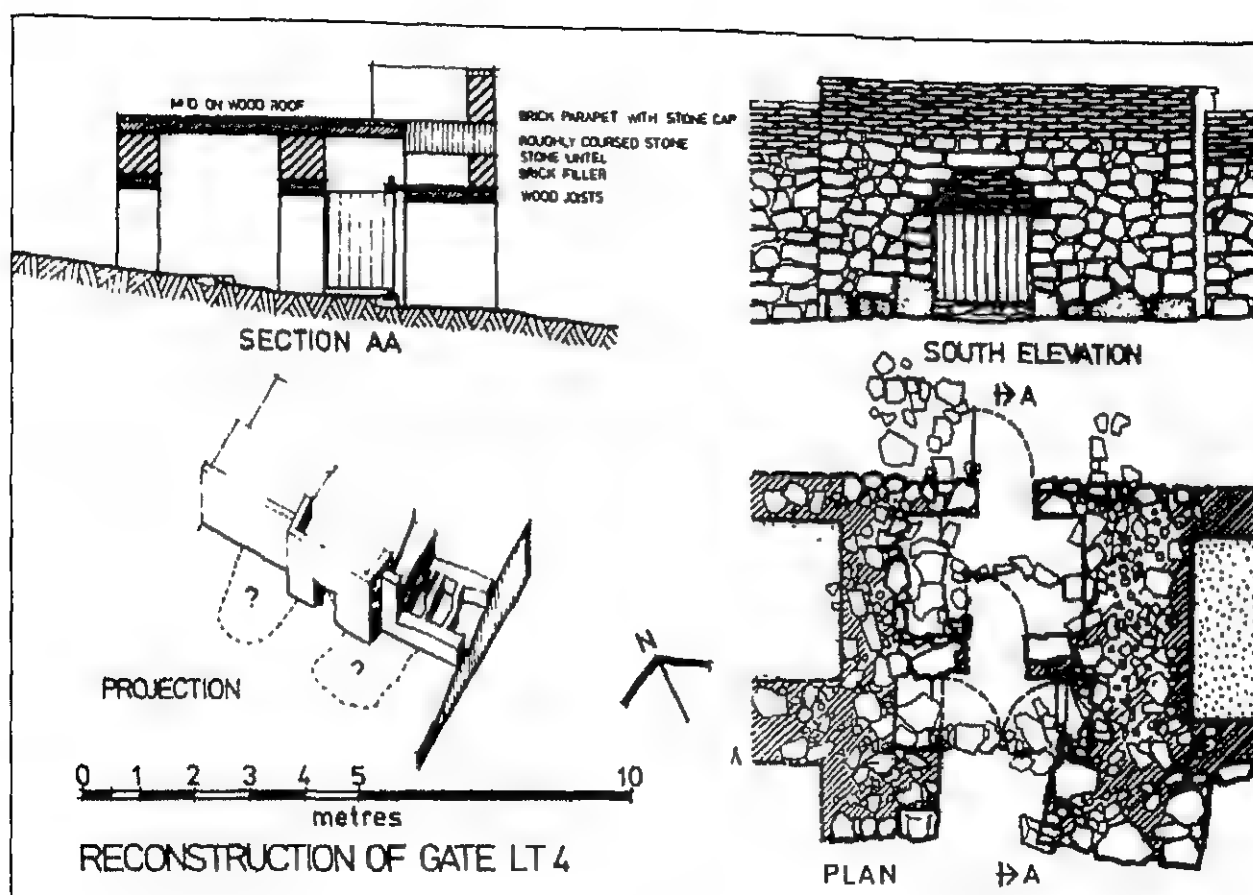 MUD ON WOOD ROOF
BRICK PARAPET WITH STONE CAP
ROUGHLY COURSED STONE
STONE LINTEL
BRICK FILLER
WOOD JOISTS
SECTION AA
SOUTH ELEVATION
A
?
?
PROJECTION
N
0 1 2 3 4 5 10
metres
RECONSTRUCTION OF GATE LT 4
PLAN
A